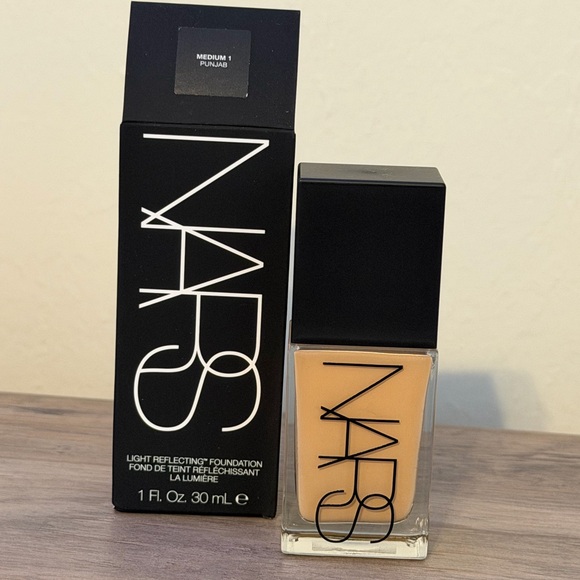 MEDIUM 1
PUNJAB
NARS
LIGHT REFLECTING™ FOUNDATION
FOND DE TEINT RÉFLÉCHISSANT
LA LUMIÈRE
1 Fl. Oz. 30 mL ℮
NARS